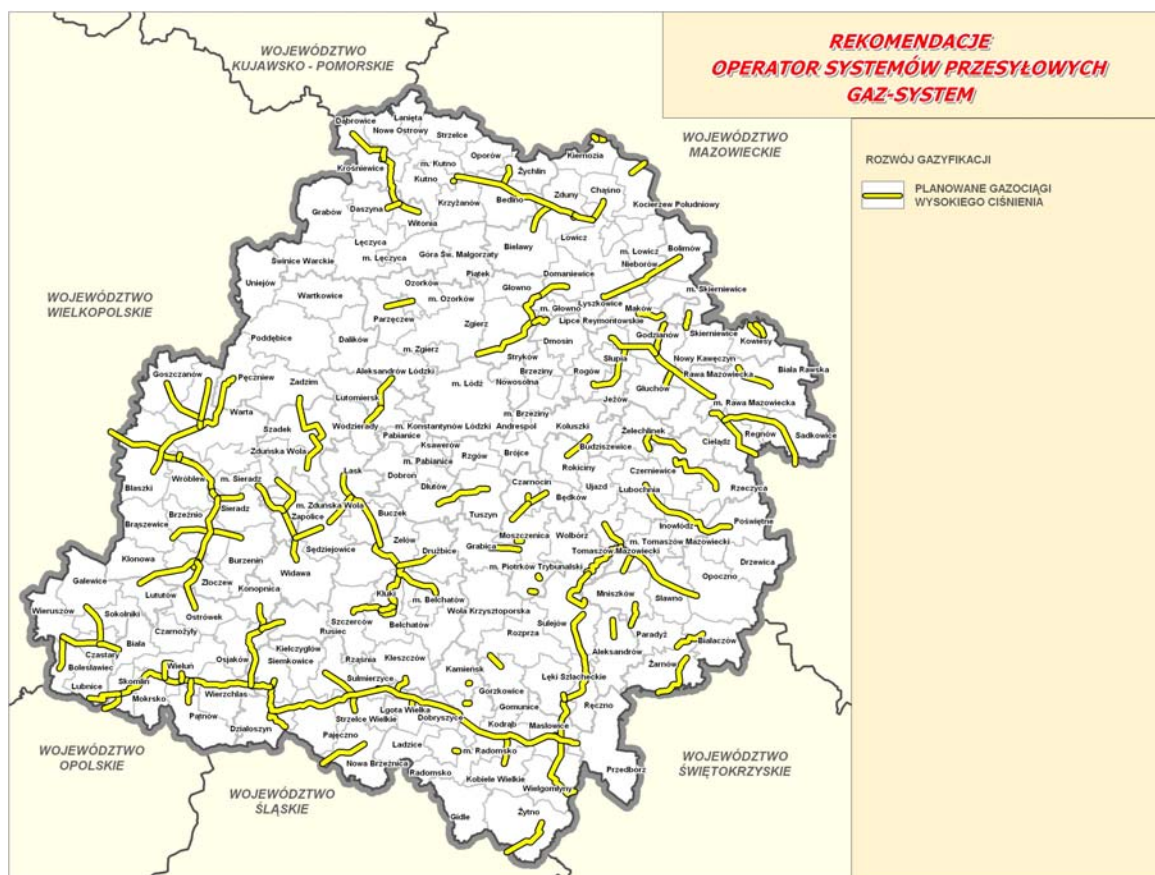 REKOMENDACJE
OPERATOR SYSTEMÓW PRZESYŁOWYCH
GAZ-SYSTEM
WOJEWÓDZTWO
KUJAWSKO - POMORSKIE
WOJEWÓDZTWO
MAZOWIECKIE
ROZWÓJ GAZYFIKACJI
PLANOWANE GAZOCIĄGI
WYSOKIEGO CIŚNIENIA
Łanięta
Dąbrowice
Nowe Ostrowy
Strzelce
Oporów
Kiernozia
Krośniewice
m. Kutno
Żychlin
Kutno
Zduny
Chąśno
Bedlno
Krzyżanów
Daszyna
Kocierzew Południowy
Grabów
Witonia
Łowicz
Łęczyca
Bielawy
m. Łowicz
Bolimów
m. Łęczyca
Góra Św. Małgorzaty
Nieborów
Świnice Warckie
Piątek
Domaniewice
Uniejów
Ozorków
Głowno
m. Skierniewice
Wartkowice
m. Ozorków
Łyszkowice
m. Głowno
Maków
WOJEWÓDZTWO
WIELKOPOLSKIE
Parzęczew
Zgierz
Lipce Reymontowskie
Godzianów
Skierniewice
Kowiesy
Poddębice
Dalików
Dmosin
m. Zgierz
Stryków
Słupia
Nowy Kawęczyn
Goszczanów
Pęczniew
Zadzim
Aleksandrów Łódzki
Brzeziny
Rogów
Rawa Mazowiecka
Biała Rawska
m. Łódź
Nowosolna
Głuchów
Lutomiersk
Jeżów
m. Rawa Mazowiecka
Warta
m. Brzeziny
Szadek
Wodzierady
m. Konstantynów Łódzki
Andrespol
Koluszki
Żelechlinek
Regnów
Pabianice
Cielądz
Sadkowice
Ksawerów
Budziszewice
Zduńska Wola
Rzgów
Brójce
m. Pabianice
Rokiciny
Łask
Dobroń
Czerniewice
Wróblew
m. Sieradz
Czarnocin
Ujazd
Rzeczyca
Błaszki
Dłutów
Lubochnia
m. Zduńska Wola
Będków
Sieradz
Tuszyn
Brzeźnio
Zapolice
Buczek
Inowłódz
Poświętne
Brąszewice
Moszczenica
Wolbórz
m. Tomaszów Mazowiecki
Sędziejowice
Zelów
Drużbice
Grabica
Tomaszów Mazowiecki
Klonowa
Burzenin
m. Piotrków Trybunalski
Drzewica
Galewice
Widawa
Opoczno
Złoczew
Konopnica
Kluki
m. Bełchatów
Mniszków
Sławno
Lututów
Wieruszów
Sokolniki
Ostrówek
Szczerców
Bełchatów
Wola Krzysztoporska
Sulejów
Rusiec
Rozprza
Paradyż
Białaczów
Czarnożyły
Biała
Kiełczygłów
Aleksandrów
Czastary
Osjaków
Siemkowice
Rząśnia
Kleszczów
Żarnów
Bolesławiec
Wieluń
Kamieńsk
Skomlin
Sulmierzyce
Łęki Szlacheckie
Łubnice
Mokrsko
Wierzchlas
Gorzkowice
Ręczno
Lgota Wielka
Gomunice
Pątnów
Strzelce Wielkie
Dobryszyce
Kodrąb
Masłowice
Działoszyn
Pajęczno
Ładzice
m. Radomsko
WOJEWÓDZTWO
OPOLSKIE
Nowa Brzeźnica
Radomsko
Przedbórz
WOJEWÓDZTWO
ŚWIĘTOKRZYSKIE
Kobiele Wielkie
Wielgomłyny
WOJEWÓDZTWO
ŚLĄSKIE
Gidle
Żytno